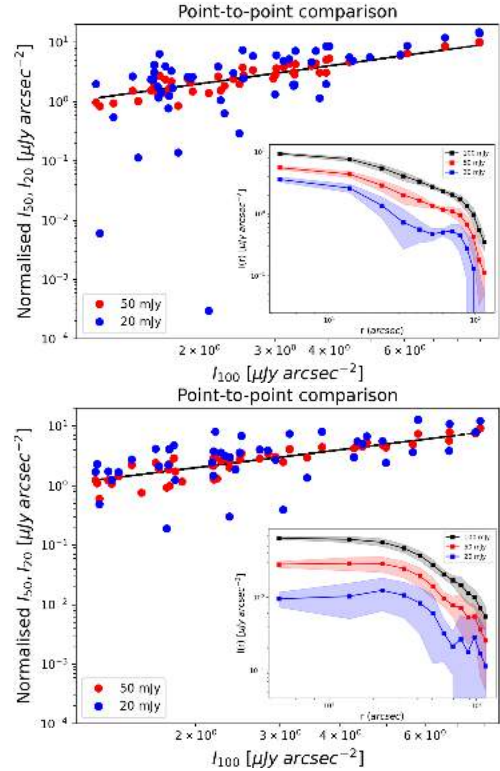 Point-to-point comparison
Normalised I₅₀, I₂₀ [μJy arcsec⁻²]
10¹
10⁰
10⁻¹
10⁻²
10⁻³
10⁻⁴
50 mJy
20 mJy
I(r) [μJy arcsec⁻²]
100 mJy
50 mJy
r (arcsec)
2 × 10⁰
3 × 10⁰
4 × 10⁰
6 × 10⁰
I₁₀₀ [μJy arcsec⁻²]
Point-to-point comparison
Normalised I₅₀, I₂₀ [μJy arcsec⁻²]
10¹
10⁰
10⁻¹
10⁻²
10⁻³
10⁻⁴
50 mJy
20 mJy
100 mJy
50 mJy
20 mJy
r (arcsec)
2 × 10⁰
3 × 10⁰
4 × 10⁰
6 × 10⁰
I₁₀₀ [μJy arcsec⁻²]